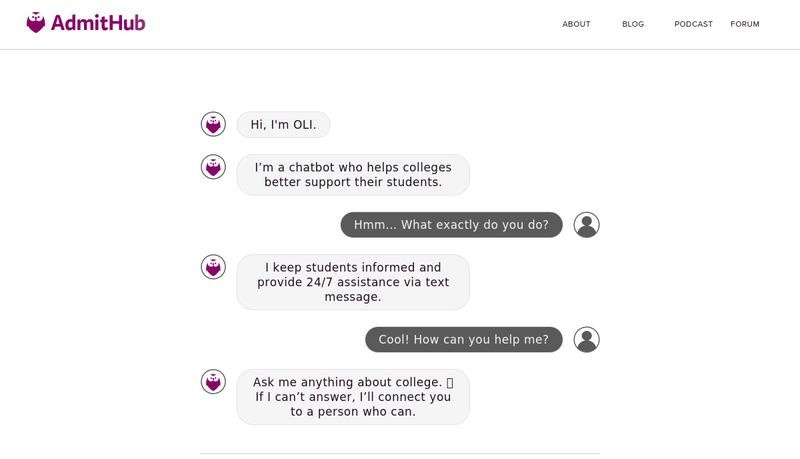 AdmitHub
ABOUT BLOG PODCAST FORUM
Hi, I'm OLI.
I’m a chatbot who helps colleges
better support their students.
Hmm... What exactly do you do?
I keep students informed and
provide 24/7 assistance via text
message.
Cool! How can you help me?
Ask me anything about college.
If I can’t answer, I’ll connect you
to a person who can.